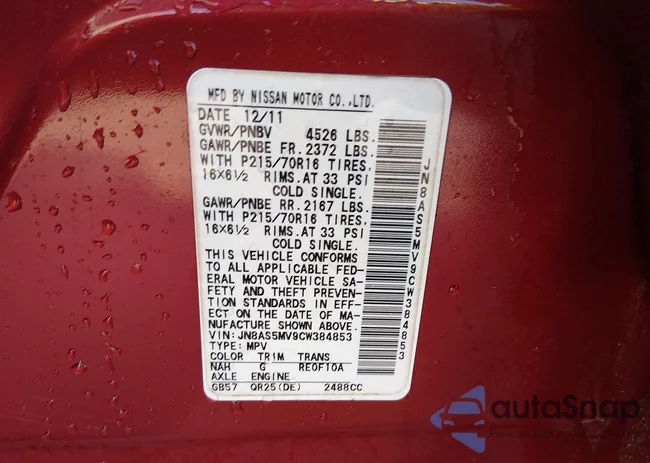 MFD BY NISSAN MOTOR CO., LTD.
DATE 12/11
GVWR/PNBV 4526 LBS.
GAWR/PNBE FR. 2372 LBS.
WITH P215/70R16 TIRES,
16X6½ RIMS. AT 33 PSI
COLD SINGLE.
GAWR/PNBE RR. 2167 LBS.
WITH P215/70R16 TIRES,
16X6½ RIMS. AT 33 PSI
COLD SINGLE.
THIS VEHICLE CONFORMS
TO ALL APPLICABLE FED-
ERAL MOTOR VEHICLE SA-
FETY AND THEFT PREVEN-
TION STANDARDS IN EFF-
ECT ON THE DATE OF MA-
NUFACTURE SHOWN ABOVE.
VIN: JN8AS5MV9CW384853
TYPE: MPV
COLOR TRIM TRANS
NAH G RE0F10A
AXLE ENGINE
GB57 QR25(DE) 2488CC
JN8AS5MV9CW384853
autoSnap